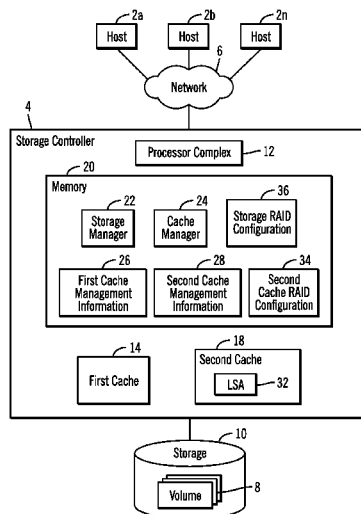 2a 2b 2n
Host Host Host
6
Network
4
Storage Controller
Processor Complex 12
20
Memory
22 24 36
Storage Manager
Cache Manager
Storage RAID Configuration
26 28 34
First Cache Management Information
Second Cache Management Information
Second Cache RAID Configuration
14 18
First Cache
Second Cache
LSA 32
10
Storage
Volume 8